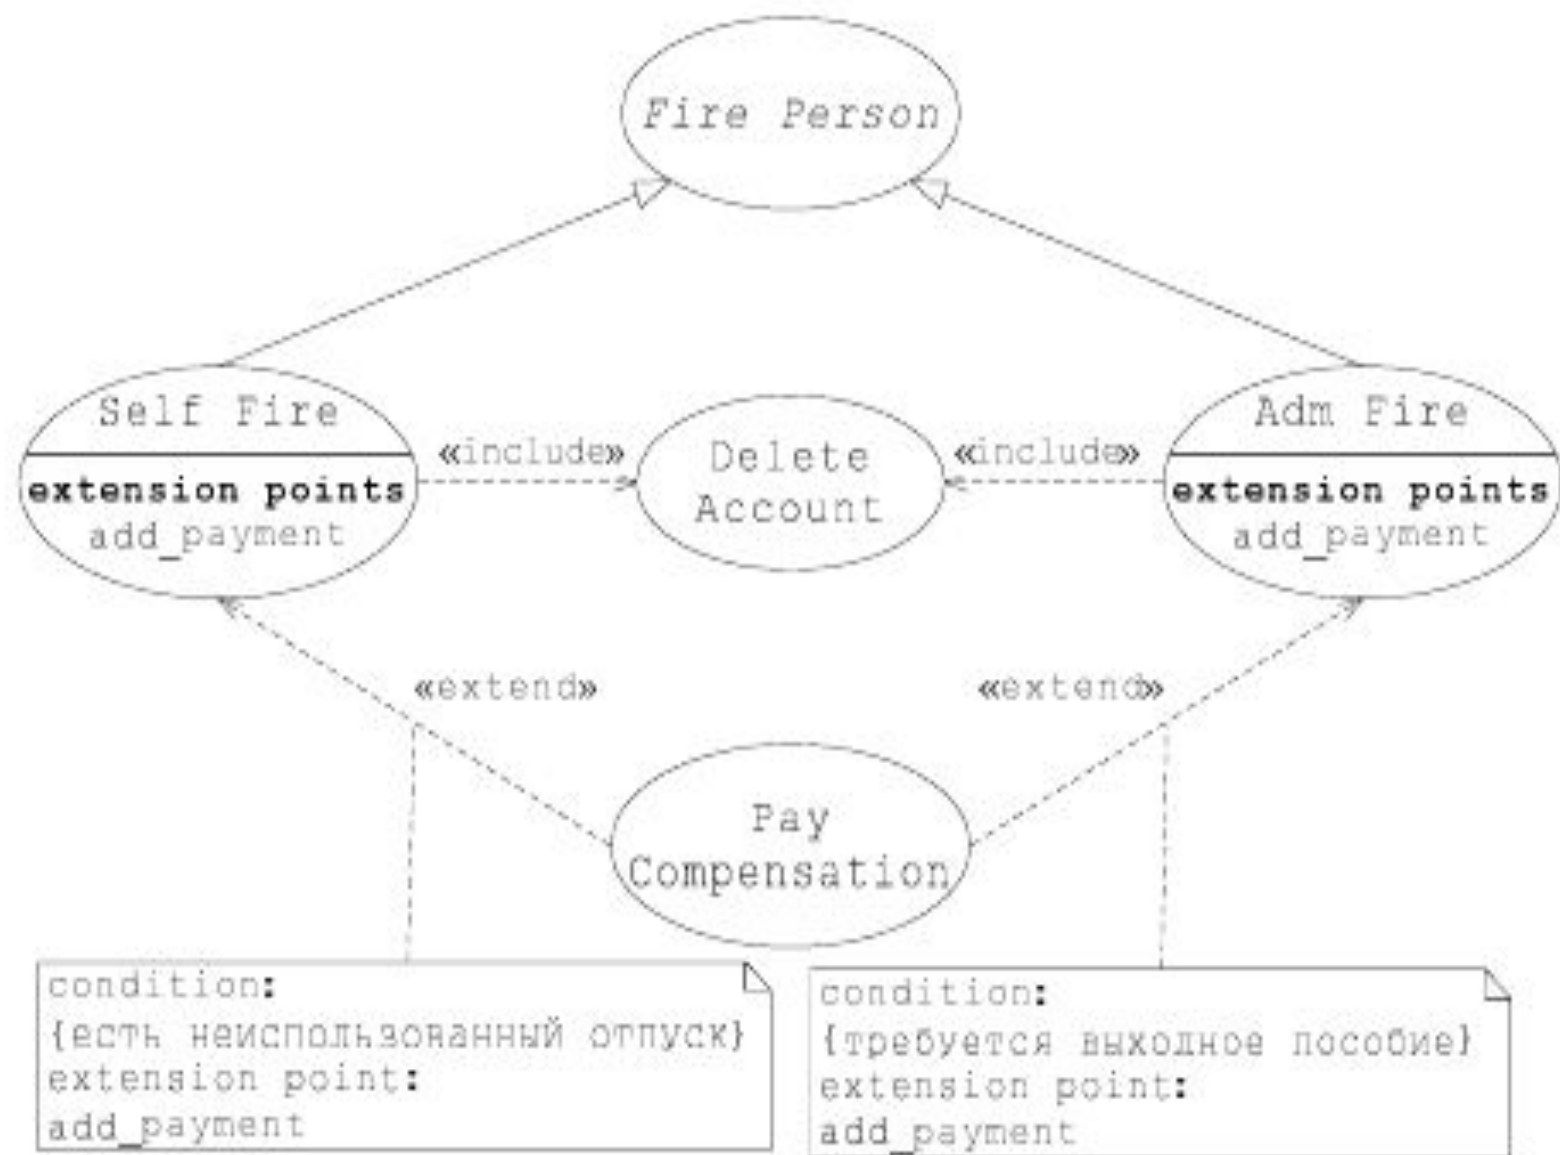 Fire Person
Self Fire
extension points
add_payment
«include»
Delete
Account
«include»
Adm Fire
extension points
add_payment
«extend»
«extend»
Pay
Compensation
condition:
{есть неиспользованный отпуск}
extension point:
add_payment
condition:
{требуется выходное пособие}
extension point:
add_payment